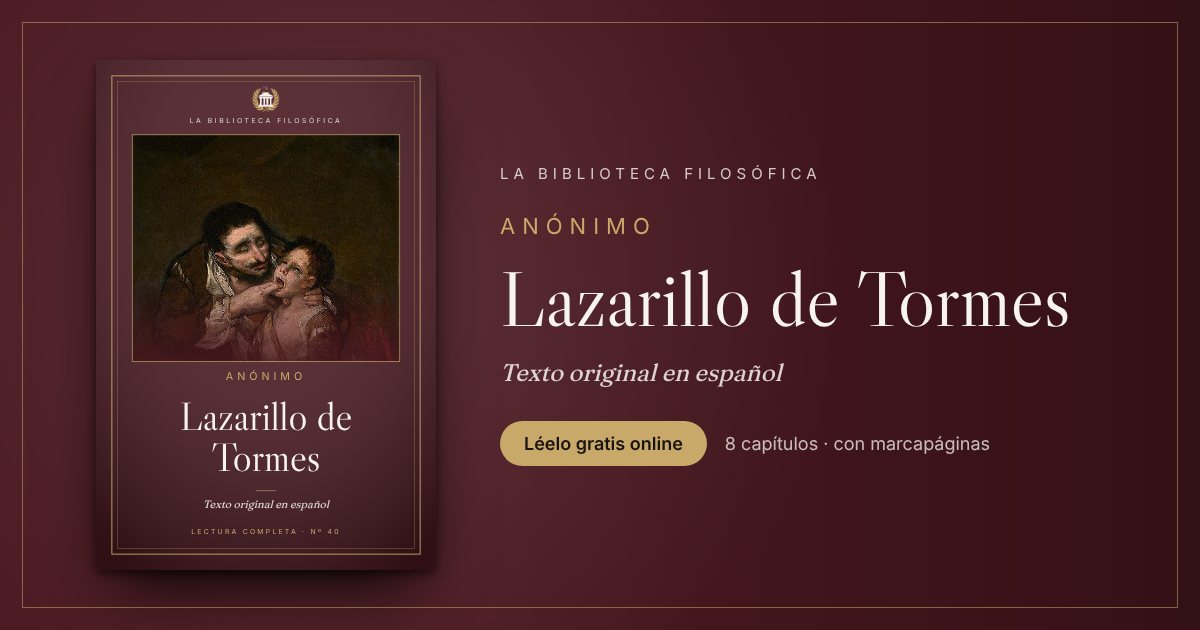 LA BIBLIOTECA FILOSÓFICA
ANÓNIMO
Lazarillo de
Tormes
Texto original en español
LECTURA COMPLETA · Nº 40
LA BIBLIOTECA FILOSÓFICA
ANÓNIMO
Lazarillo de Tormes
Texto original en español
Léelo gratis online
8 capítulos · con marcapáginas